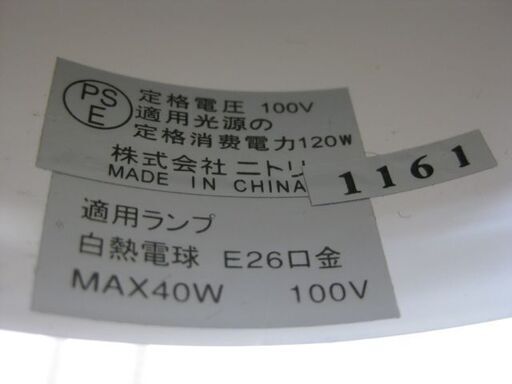 PS
E
定格電圧 100V
適用光源の
定格消費電力120W
株式会社 ニトリ
MADE IN CHINA
1161
適用ランプ
白熱電球 E26口金
MAX40W 100V